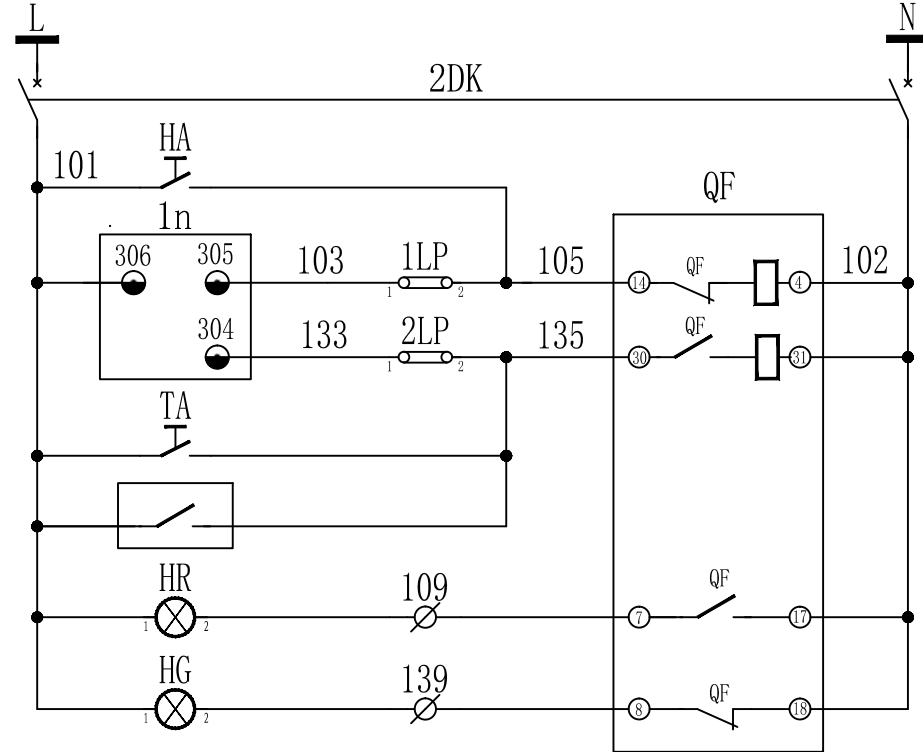 L N
2DK
HA
101
QF
1n
306 305 103 1LP 105 14 QF 4 102
1 2
304 133 2LP 135 30 QF 31
1 2
TA
HR 109 QF
1 2 7 17
HG 139 QF
1 2 8 18